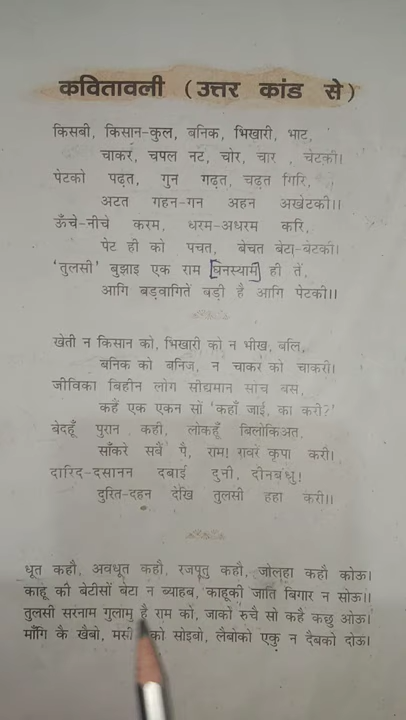 कवितावली (उत्तर कांड से)
किसबी, किसान-कुल, बनिक, भिखारी, भाट,
चाकर, चपल नट, चोर, चार , चेटकी।
पेटको पढ़त, गुन गढ़त, चढ़त गिरि,
अटत गहन-गन अहन अखेटकी।।
ऊँचे-नीचे करम, धरम-अधरम करि,
पेट ही को पचत, बेचत बेटा-बेटकी।
'तुलसी' बुझाइ एक राम [घनस्याम] ही तें,
आगि बड़वागितें बड़ी है आगि पेटकी।।
खेती न किसान को, भिखारी को न भीख, बलि,
बनिक को बनिज, न चाकर को चाकरी।
जीविका बिहीन लोग सीद्यमान सोच बस,
कहैं एक एकन सों 'कहाँ जाई, का करी?'
बेदहूँ पुरान कही, लोकहूँ बिलोकिअत,
साँकरे सबैं पै, राम! रावरें कृपा करी।
दारिद-दसानन दबाई दुनी, दीनबंधु!
दुरित-दहन देखि तुलसी हहा करी।।
धूत कहौ, अवधूत कहौ, रजपूतु कहौ, जोलहा कहौ कोऊ।
काहू की बेटीसों बेटा न ब्याहब, काहूकी जाति बिगार न सोऊ।।
तुलसी सरनाम गुलामु है राम को, जाको रुचै सो कहै कछु ओऊ।
माँगि कै खैबो, को सोइबो, लैबोको एकु न दैबको दोऊ।